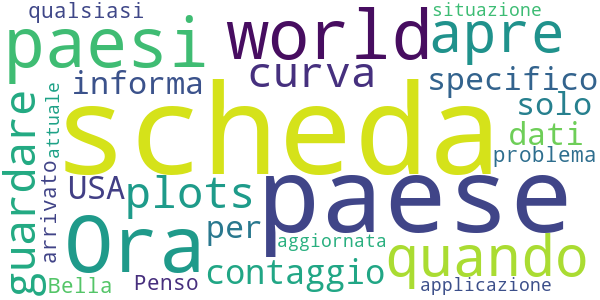 qualsiasi
situazione
paesi
world
apre
informa
curva
specifico
scheda
solo
guardare
attuale
dati
problema
arrivato
USA
plots
paese
Ora
per
aggiornata
quando
contaggio
Bella
Penso
applicazione